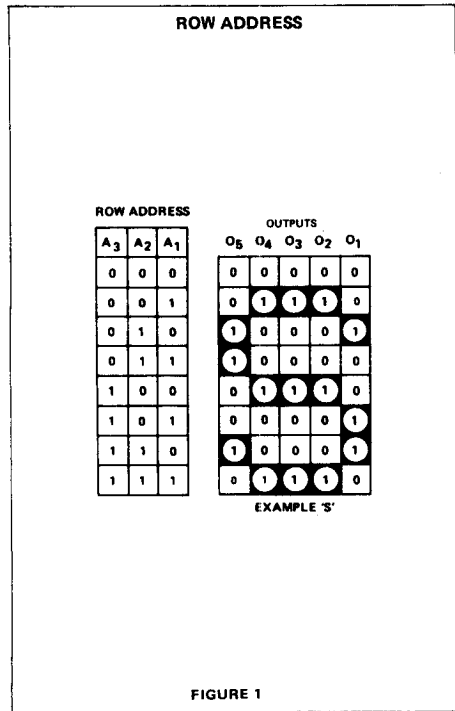 ROW ADDRESS
ROW ADDRESS
A3 A2 A1
0 0 0
0 0 1
0 1 0
0 1 1
1 0 0
1 0 1
1 1 0
1 1 1
OUTPUTS
O5 O4 O3 O2 O1
0 0 0 0 0
0 1 1 1 0
1 0 0 0 1
1 0 0 0 0
0 1 1 1 0
0 0 0 0 1
1 0 0 0 1
0 1 1 1 0
EXAMPLE 'S'
FIGURE 1